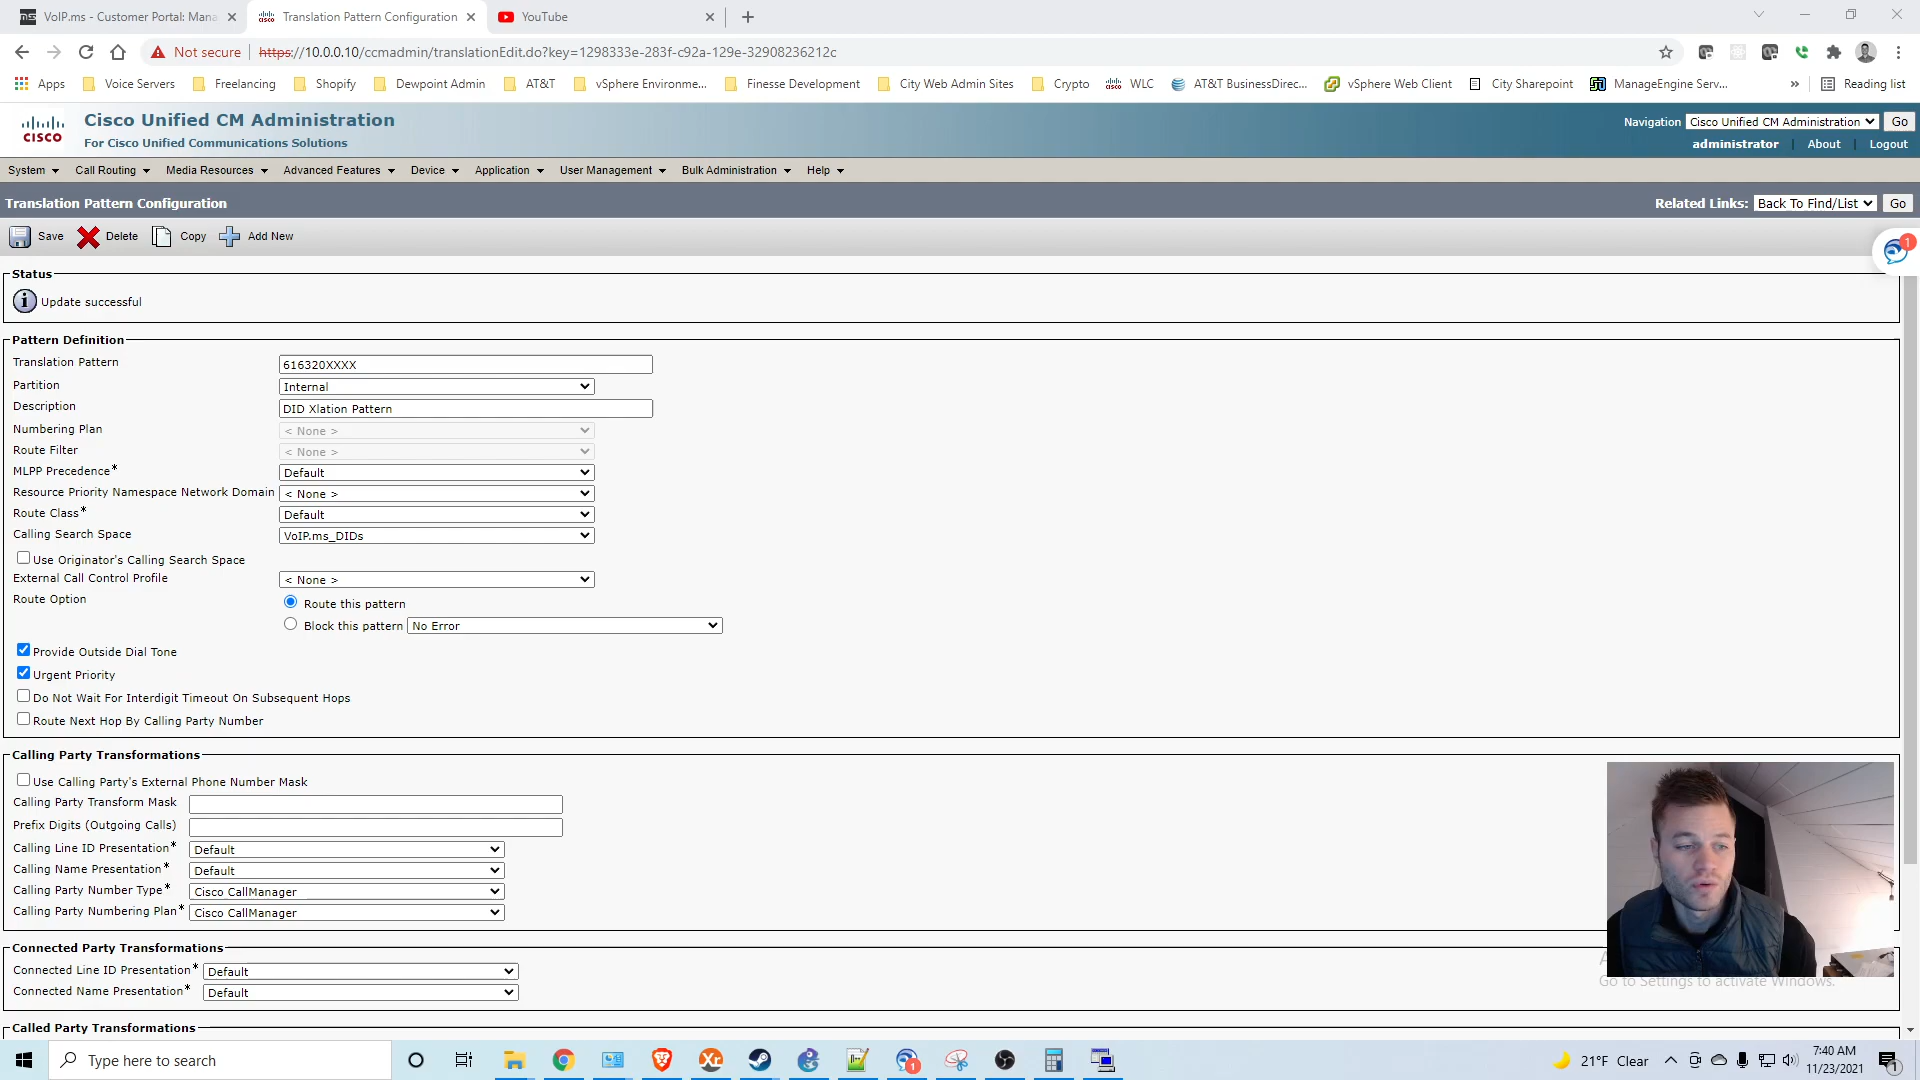 VoIP.ms - Customer Portal: Mana
Translation Pattern Configuration
YouTube
Not secure
https://10.0.0.10/ccmadmin/translationEdit.do?key=1298333e-283f-c92a-129e-32908236212c
Apps
Voice Servers
Freelancing
Shopify
Dewpoint Admin
AT&T
vSphere Environme...
Finesse Development
City Web Admin Sites
Crypto
WLC
AT&T BusinessDirec...
vSphere Web Client
City Sharepoint
ManageEngine Serv...
»
Reading list
CISCO
Cisco Unified CM Administration
For Cisco Unified Communications Solutions
Navigation Cisco Unified CM Administration Go
administrator | About | Logout
System Call Routing Media Resources Advanced Features Device Application User Management Bulk Administration Help
Translation Pattern Configuration
Related Links: Back To Find/List Go
Save Delete Copy Add New
1
Status
Update successful
Pattern Definition
Translation Pattern 616320XXXX
Partition Internal
Description DID Xlation Pattern
Numbering Plan < None >
Route Filter < None >
MLPP Precedence* Default
Resource Priority Namespace Network Domain < None >
Route Class* Default
Calling Search Space VoIP.ms_DIDs
Use Originator's Calling Search Space
External Call Control Profile < None >
Route Option Route this pattern
Block this pattern No Error
Provide Outside Dial Tone
Urgent Priority
Do Not Wait For Interdigit Timeout On Subsequent Hops
Route Next Hop By Calling Party Number
Calling Party Transformations
Use Calling Party's External Phone Number Mask
Calling Party Transform Mask
Prefix Digits (Outgoing Calls)
Calling Line ID Presentation* Default
Calling Name Presentation* Default
Calling Party Number Type* Cisco CallManager
Calling Party Numbering Plan* Cisco CallManager
Connected Party Transformations
Connected Line ID Presentation* Default
Connected Name Presentation* Default
Go to Settings to activate Windows.
Called Party Transformations
Type here to search
Xr
1
21°F Clear
7:40 AM
11/23/2021
1